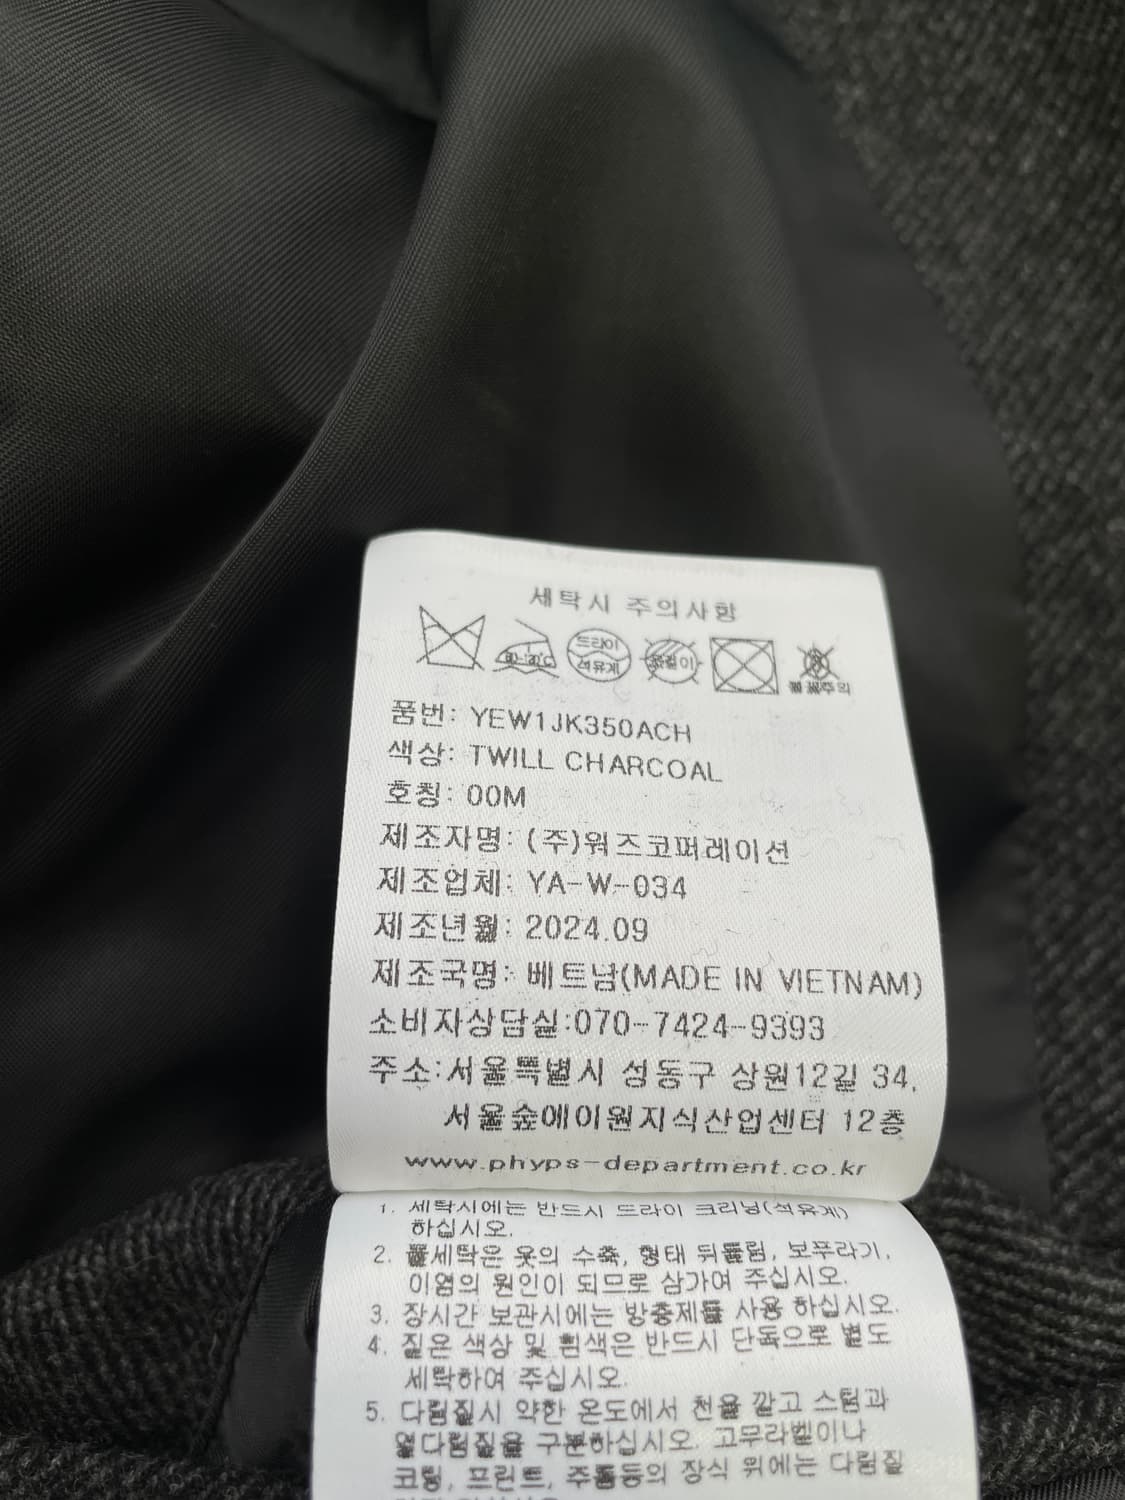 세탁시 주의사항
드라이
석유계
품번: YEW1JK350ACH
색상: TWILL CHARCOAL
호칭: 00M
제조자명: (주)워즈코퍼레이션
제조업체: YA-W-034
제조년월: 2024.09
제조국명: 베트남(MADE IN VIETNAM)
소비자상담실:070-7424-9393
주소:서울특별시 성동구 상원12길 34,
서울숲에이원지식산업센터 12층
www.phyps-department.co.kr
1. 세탁시에는 반드시 드라이 크리닝(석유계)
하십시오.
2. 물세탁은 옷의 수축, 형태 뒤틀림, 보푸라기,
이염의 원인이 되므로 삼가여 주십시오.
3. 장시간 보관시에는 방충제를 사용 하십시오.
4. 짙은 색상 및 흰색은 반드시 단독으로 별도
세탁하여 주십시오.
5. 다림질시 약한 온도에서 천을 깔고 스팀과
열다림질을 구분하십시오. 고무라벨이나
코팅, 프린트, 주름등의 장식 위에는 다림질